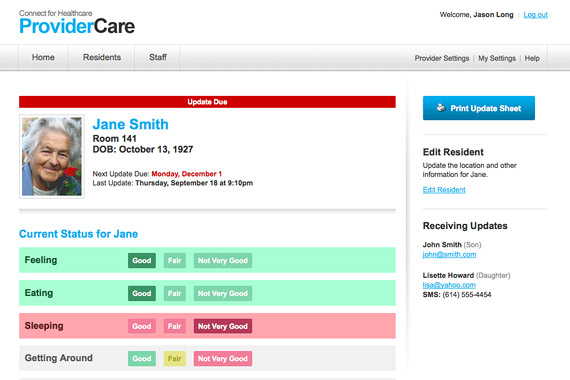 Connect for Healthcare
ProviderCare
Welcome, Jason Long | Log out
Home Residents Staff
Provider Settings | My Settings | Help
Update Due
Jane Smith
Room 141
DOB: October 13, 1927
Next Update Due: Monday, December 1
Last Update: Thursday, September 18 at 9:10pm
Current Status for Jane
Feeling Good Fair Not Very Good
Eating Good Fair Not Very Good
Sleeping Good Fair Not Very Good
Getting Around Good Fair Not Very Good
Print Update Sheet
Edit Resident
Update the location and other
information for Jane.
Edit Resident
Receiving Updates
John Smith (Son)
john@smith.com
Lisette Howard (Daughter)
lisa@yahoo.com
SMS: (614) 555-4454